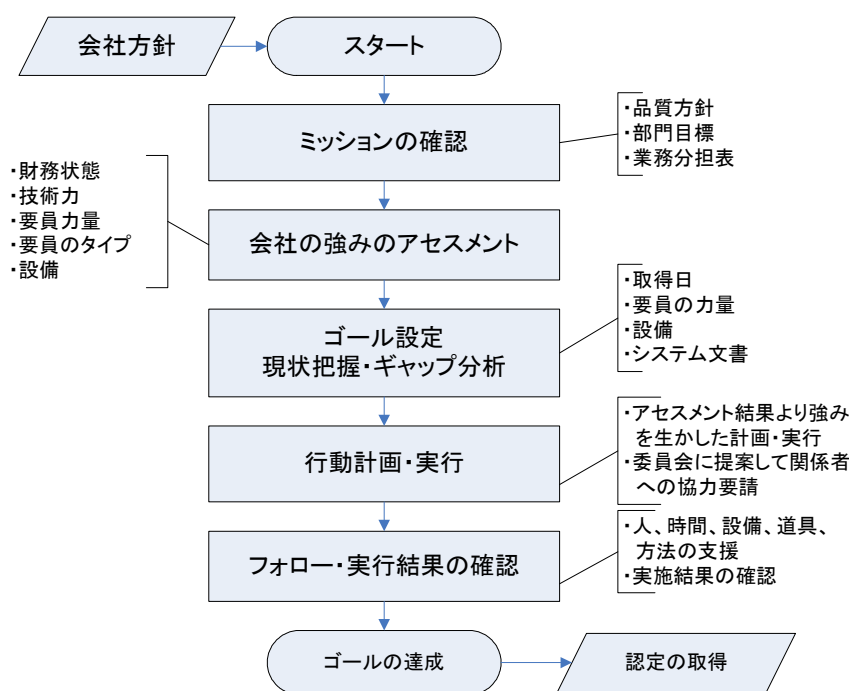 会社方針
スタート
ミッションの確認
・品質方針
・部門目標
・業務分担表
・財務状態
・技術力
・要員力量
・要員のタイプ
・設備
会社の強みのアセスメント
・取得日
・要員の力量
・設備
・システム文書
ゴール設定
現状把握・ギャップ分析
・アセスメント結果より強み
を生かした計画・実行
・委員会に提案して関係者
への協力要請
行動計画・実行
・人、時間、設備、道具、
方法の支援
・実施結果の確認
フォロー・実行結果の確認
ゴールの達成
認定の取得